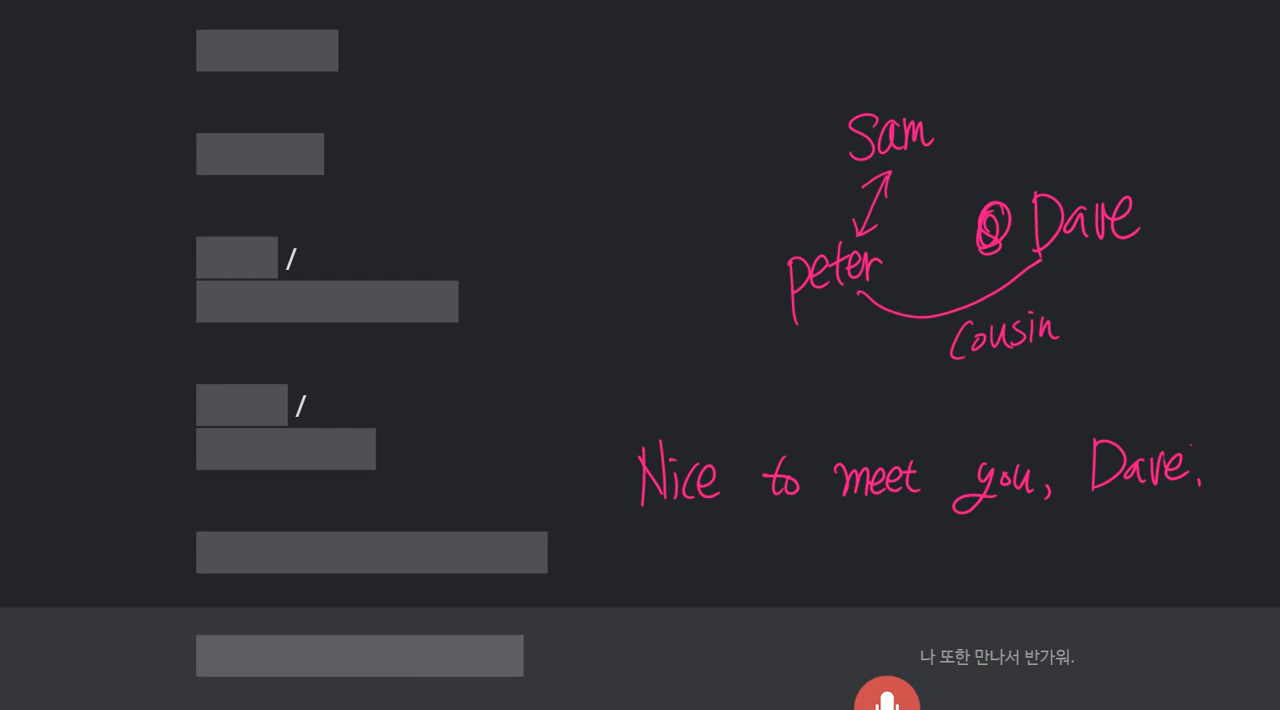 Sam
Dave
peter
/
cousin
/
Nice to meet you, Dave.
나 또한 만나서 반가워.